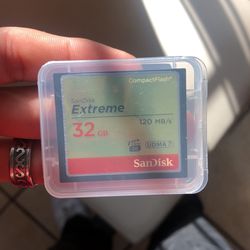 CompactFlash®
SanDisk
Extreme
120 MB/s
32 GB
UDMA 7
SanDisk